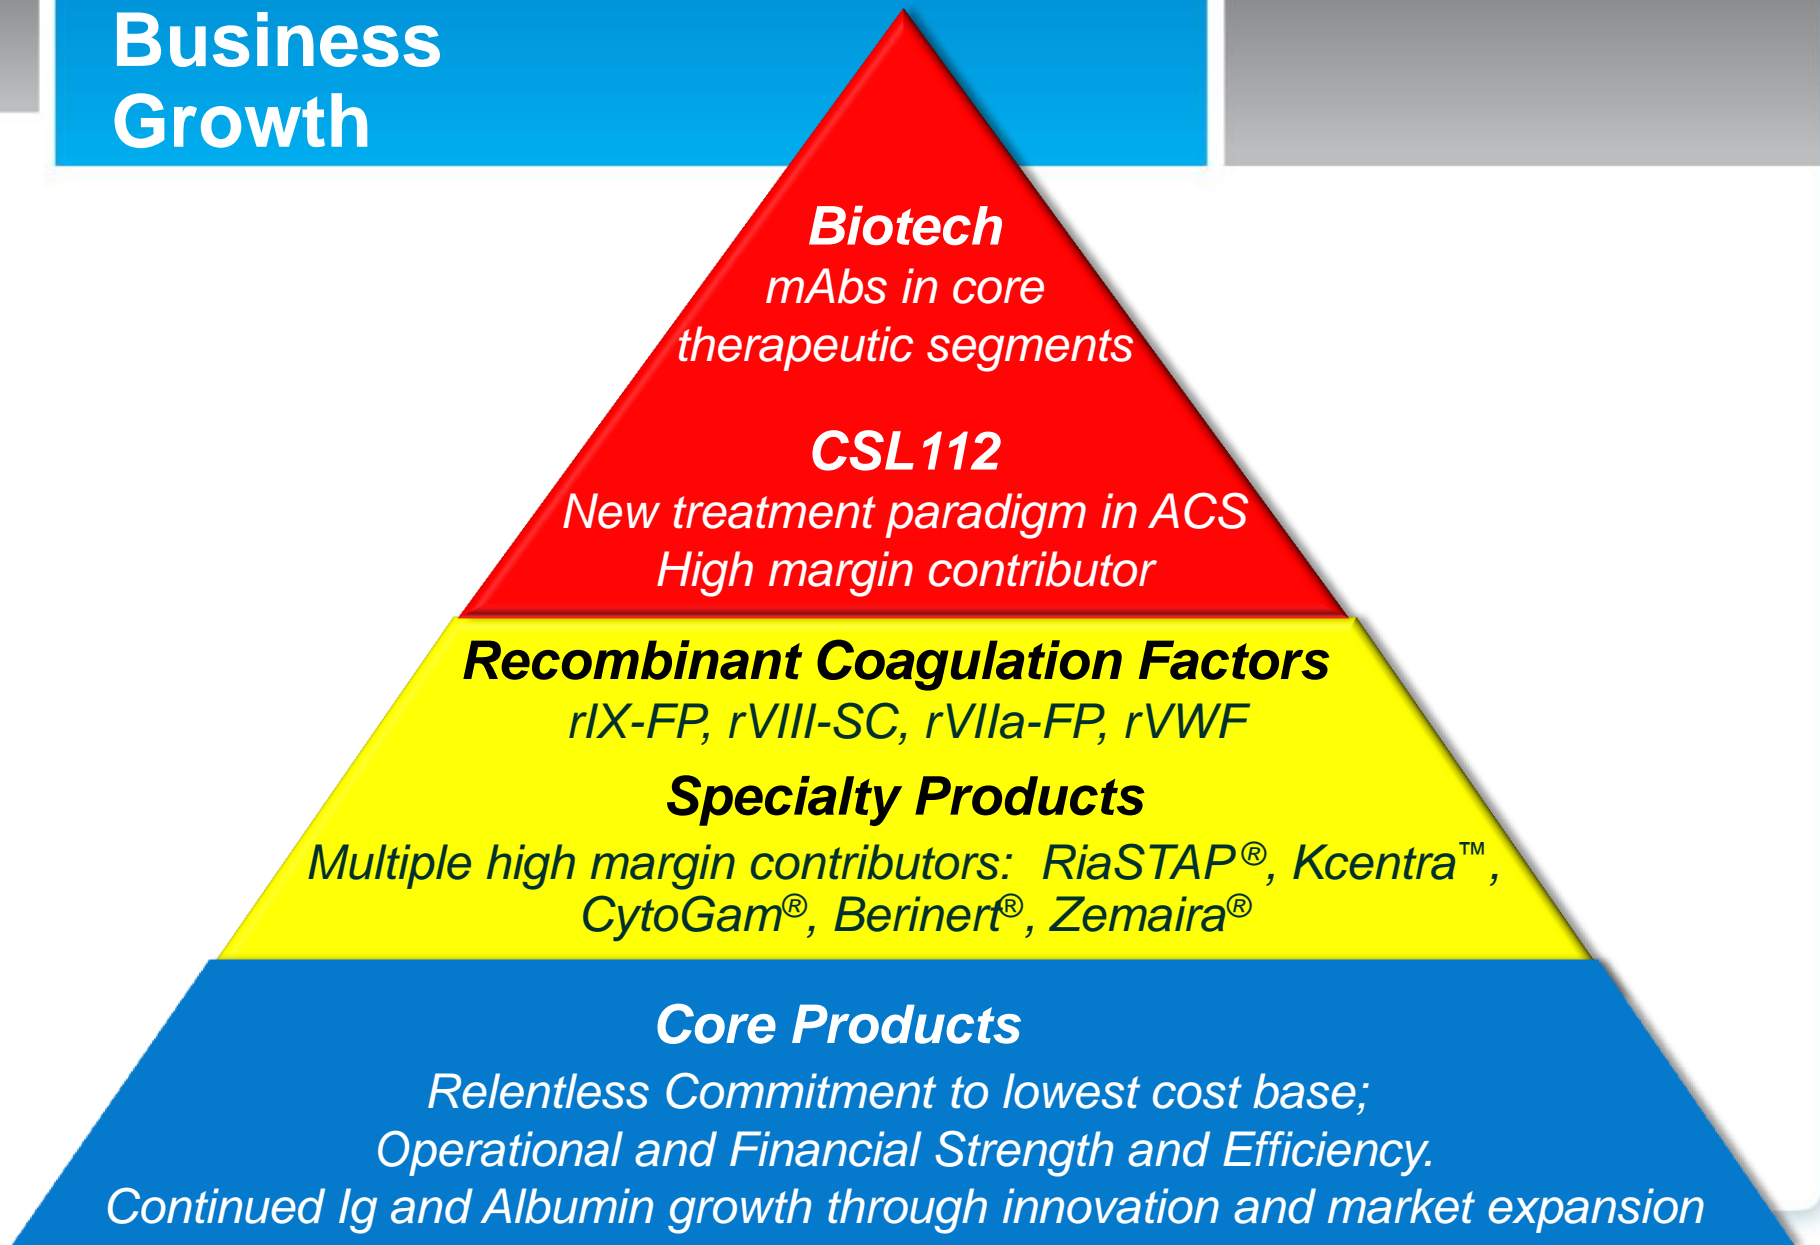 Business
Growth
Biotech
mAbs in core
therapeutic segments
CSL112
New treatment paradigm in ACS
High margin contributor
Recombinant Coagulation Factors
rIX-FP, rVIII-SC, rVIIa-FP, rVWF
Specialty Products
Multiple high margin contributors: RiaSTAP®, Kcentra™,
CytoGam®, Berinert®, Zemaira®
Core Products
Relentless Commitment to lowest cost base;
Operational and Financial Strength and Efficiency.
Continued Ig and Albumin growth through innovation and market expansion